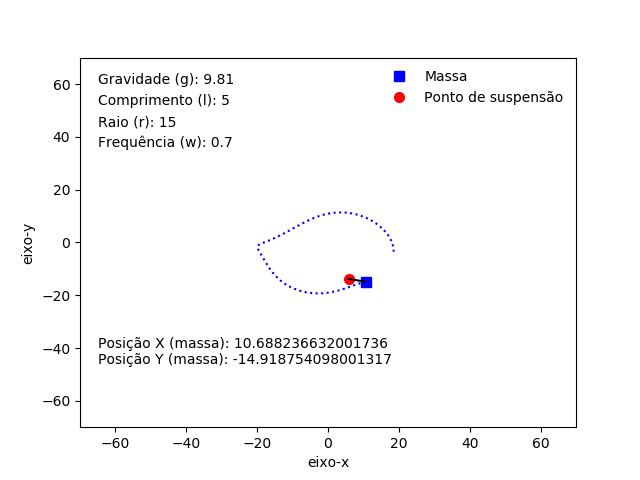 Gravidade (g): 9.81
Comprimento (l): 5
Raio (r): 15
Frequência (w): 0.7
Massa
Ponto de suspensão
60
40
20
0
−20
−40
−60
eixo-y
Posição X (massa): 10.688236632001736
Posição Y (massa): -14.918754098001317
−60
−40
−20
0
20
40
60
eixo-x